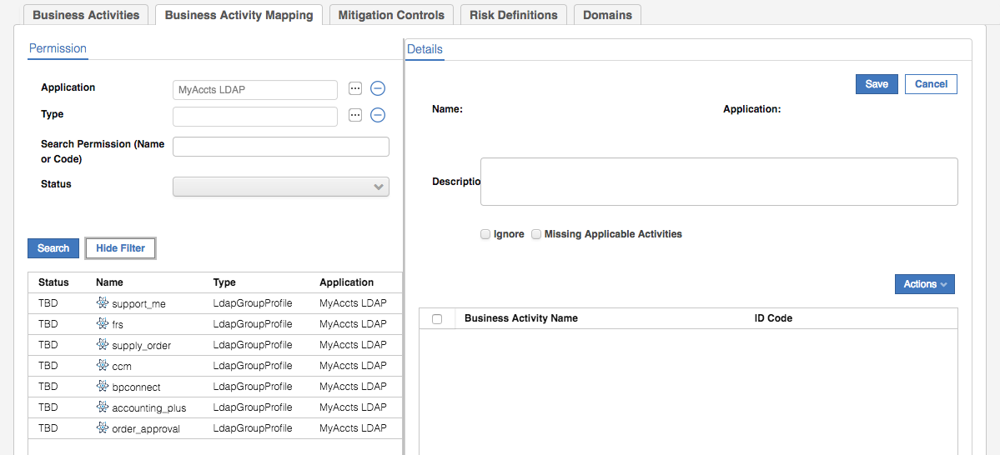 Business Activities Business Activity Mapping Mitigation Controls Risk Definitions Domains
Permission
Application MyAccts LDAP
Type
Search Permission (Name
or Code)
Status
Search Hide Filter
Status Name Type Application
TBD support_me LdapGroupProfile MyAccts LDAP
TBD frs LdapGroupProfile MyAccts LDAP
TBD supply_order LdapGroupProfile MyAccts LDAP
TBD ccm LdapGroupProfile MyAccts LDAP
TBD bpconnect LdapGroupProfile MyAccts LDAP
TBD accounting_plus LdapGroupProfile MyAccts LDAP
TBD order_approval LdapGroupProfile MyAccts LDAP
Details
Save Cancel
Name: Application:
Descriptio
Ignore Missing Applicable Activities
Actions
Business Activity Name ID Code